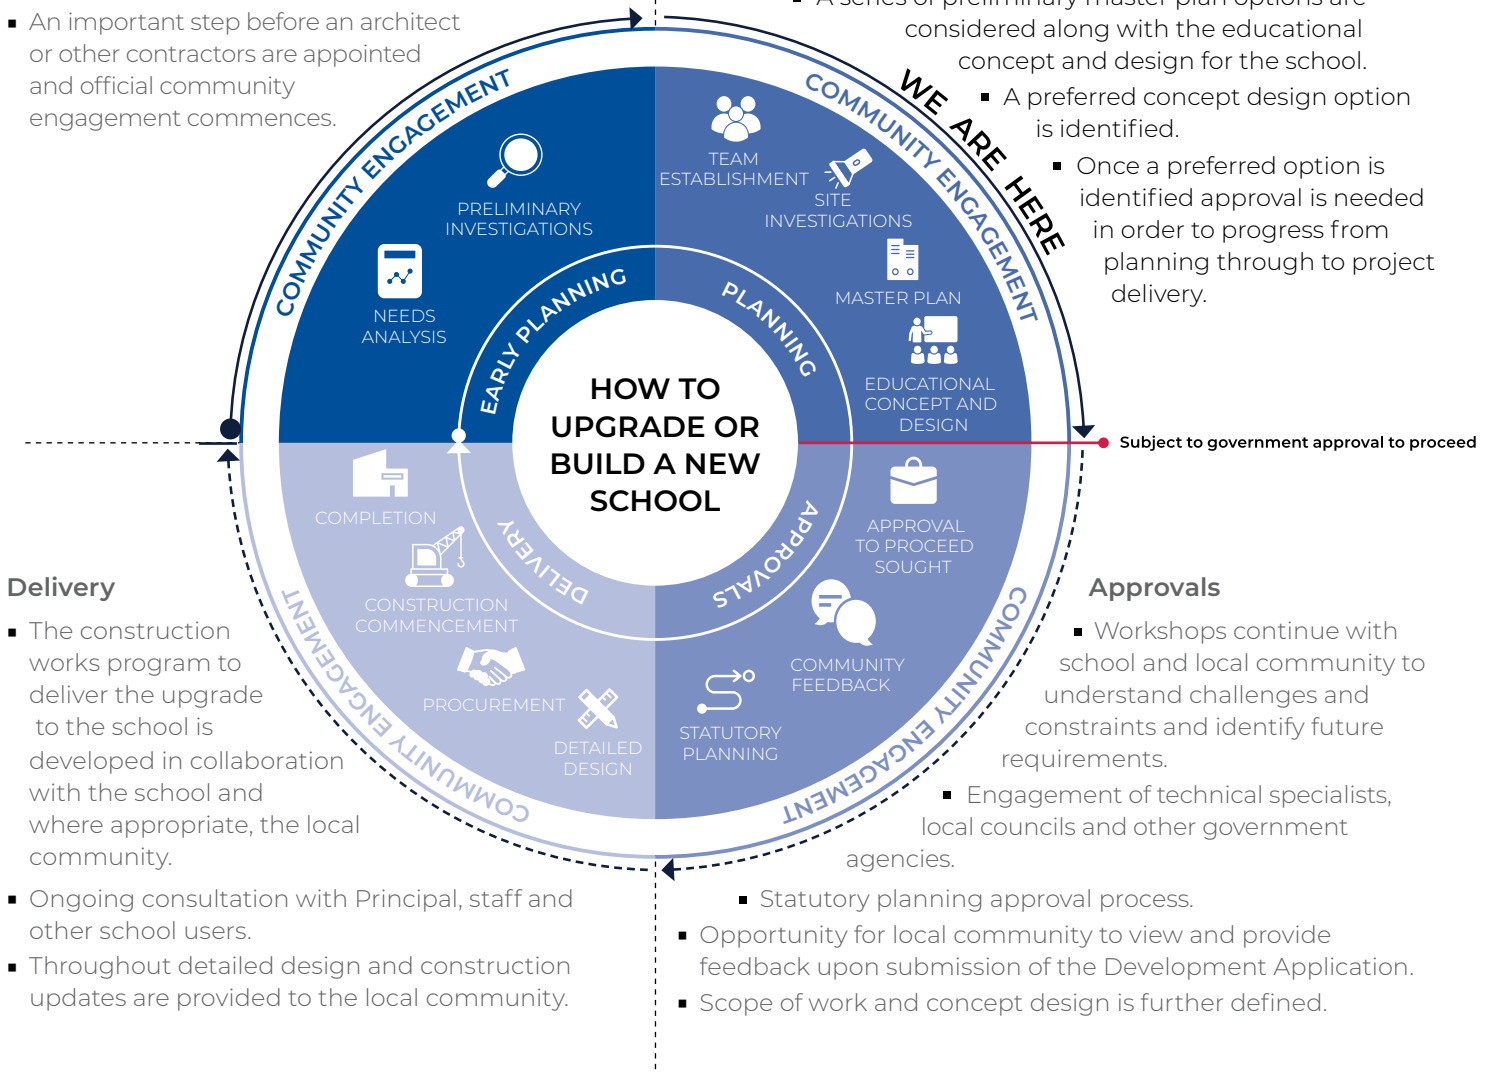 An important step before an architect
or other contractors are appointed
and official community
engagement commences.
A series of preliminary master plan options are
considered along with the educational
concept and design for the school.
A preferred concept design option
is identified.
Once a preferred option is
identified approval is needed
in order to progress from
planning through to project
delivery.
WE ARE HERE
COMMUNITY ENGAGEMENT
COMMUNITY ENGAGEMENT
PRELIMINARY
INVESTIGATIONS
NEEDS
ANALYSIS
EARLY PLANNING
TEAM
ESTABLISHMENT
SITE
INVESTIGATIONS
MASTER PLAN
EDUCATIONAL
CONCEPT AND
DESIGN
PLANNING
HOW TO
UPGRADE OR
BUILD A NEW
SCHOOL
Subject to government approval to proceed
COMPLETION
CONSTRUCTION
COMMENCEMENT
PROCUREMENT
DETAILED
DESIGN
DELIVERY
COMMUNITY ENGAGEMENT
APPROVAL
TO PROCEED
SOUGHT
COMMUNITY
FEEDBACK
STATUTORY
PLANNING
APPROVALS
COMMUNITY ENGAGEMENT
Delivery
The construction
works program to
deliver the upgrade
to the school is
developed in collaboration
with the school and
where appropriate, the local
community.
Ongoing consultation with Principal, staff and
other school users.
Throughout detailed design and construction
updates are provided to the local community.
Approvals
Workshops continue with
school and local community to
understand challenges and
constraints and identify future
requirements.
Engagement of technical specialists,
local councils and other government
agencies.
Statutory planning approval process.
Opportunity for local community to view and provide
feedback upon submission of the Development Application.
Scope of work and concept design is further defined.